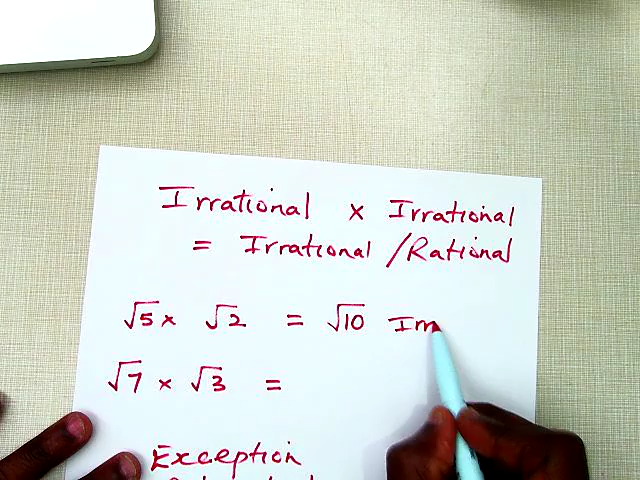 Irrational x Irrational
= Irrational / Rational
√5 x √2 = √10 Irr
√7 x √3 =
Exception